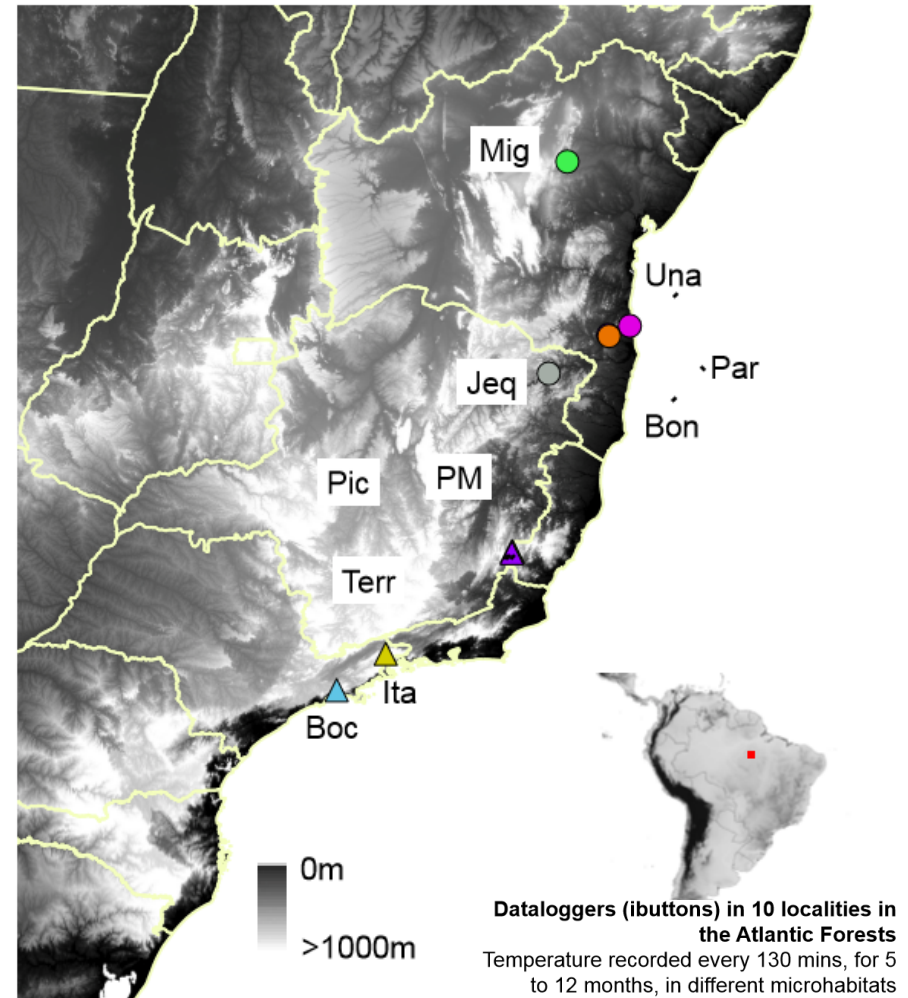 Mig
Una
Par
Jeq
Bon
Pic
PM
Terr
Ita
Boc
0m
>1000m
Dataloggers (ibuttons) in 10 localities in
the Atlantic Forests
Temperature recorded every 130 mins, for 5
to 12 months, in different microhabitats